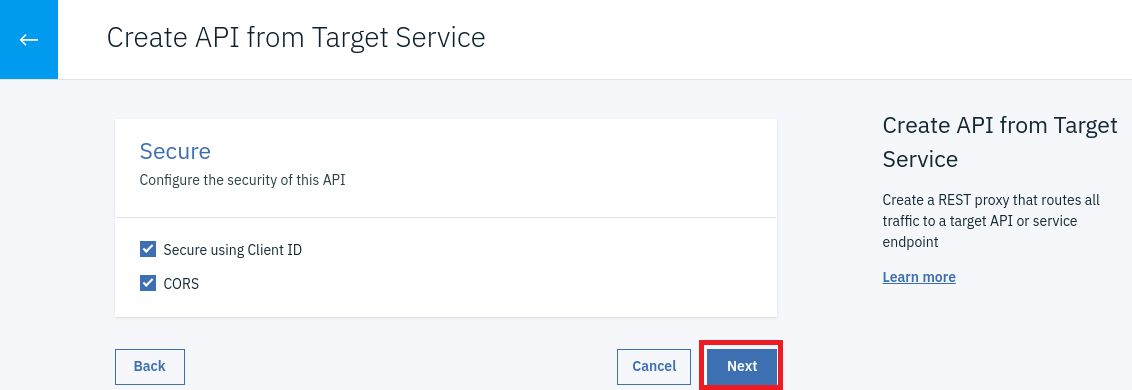 Create API from Target Service
Secure
Configure the security of this API
Secure using Client ID
CORS
Back
Cancel
Next
Create API from Target
Service
Create a REST proxy that routes all
traffic to a target API or service
endpoint
Learn more